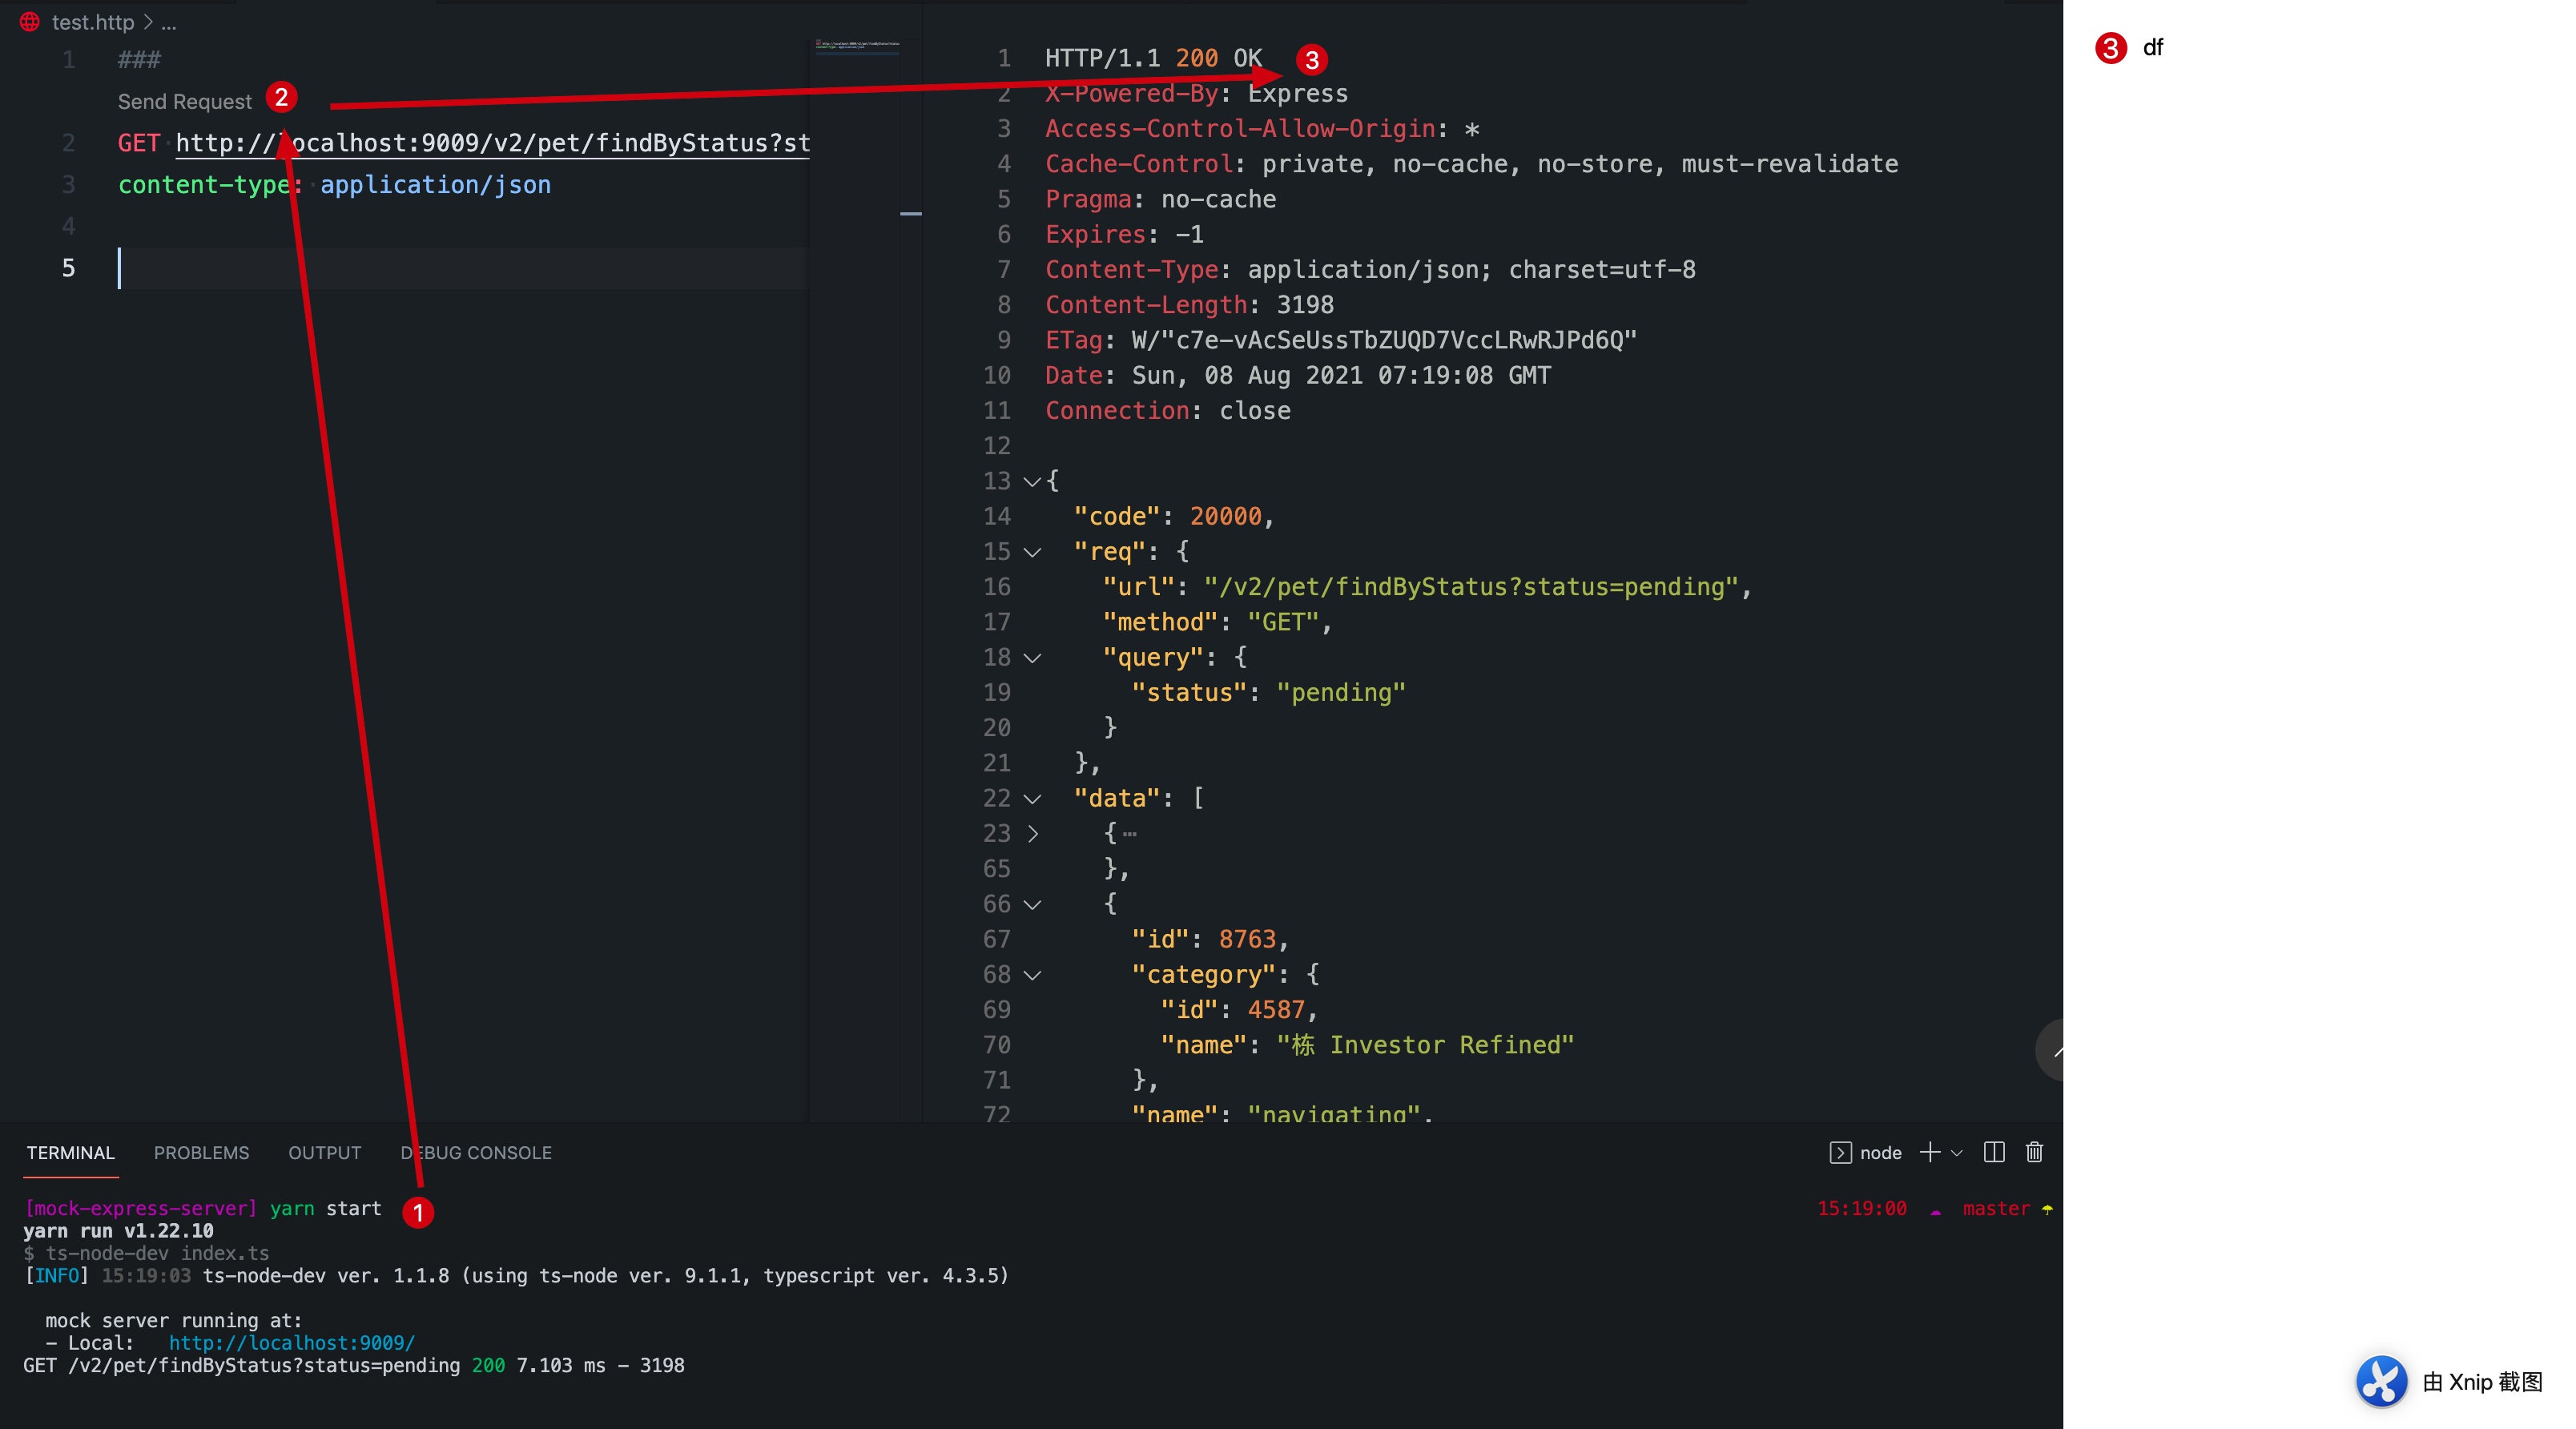 test.http > ...
1 ###
Send Request 2
2 GET http://localhost:9009/v2/pet/findByStatus?st
3 content-type: application/json
4
5
1 HTTP/1.1 200 OK 3
2 X-Powered-By: Express
3 Access-Control-Allow-Origin: *
4 Cache-Control: private, no-cache, no-store, must-revalidate
5 Pragma: no-cache
6 Expires: -1
7 Content-Type: application/json; charset=utf-8
8 Content-Length: 3198
9 ETag: W/"c7e-vAcSeUssTbZUQD7VccLRwRJPd6Q"
10 Date: Sun, 08 Aug 2021 07:19:08 GMT
11 Connection: close
12
13 {
14 "code": 20000,
15 "req": {
16 "url": "/v2/pet/findByStatus?status=pending",
17 "method": "GET",
18 "query": {
19 "status": "pending"
20 }
21 },
22 "data": [
23 {…
65 },
66 {
67 "id": 8763,
68 "category": {
69 "id": 4587,
70 "name": "栋 Investor Refined"
71 },
72 "name": "navigating",
3 df
TERMINAL PROBLEMS OUTPUT DEBUG CONSOLE node
[mock-express-server] yarn start 1 15:19:00 master
yarn run v1.22.10
$ ts-node-dev index.ts
[INFO] 15:19:03 ts-node-dev ver. 1.1.8 (using ts-node ver. 9.1.1, typescript ver. 4.3.5)
mock server running at:
- Local: http://localhost:9009/
GET /v2/pet/findByStatus?status=pending 200 7.103 ms - 3198
由 Xnip 截图